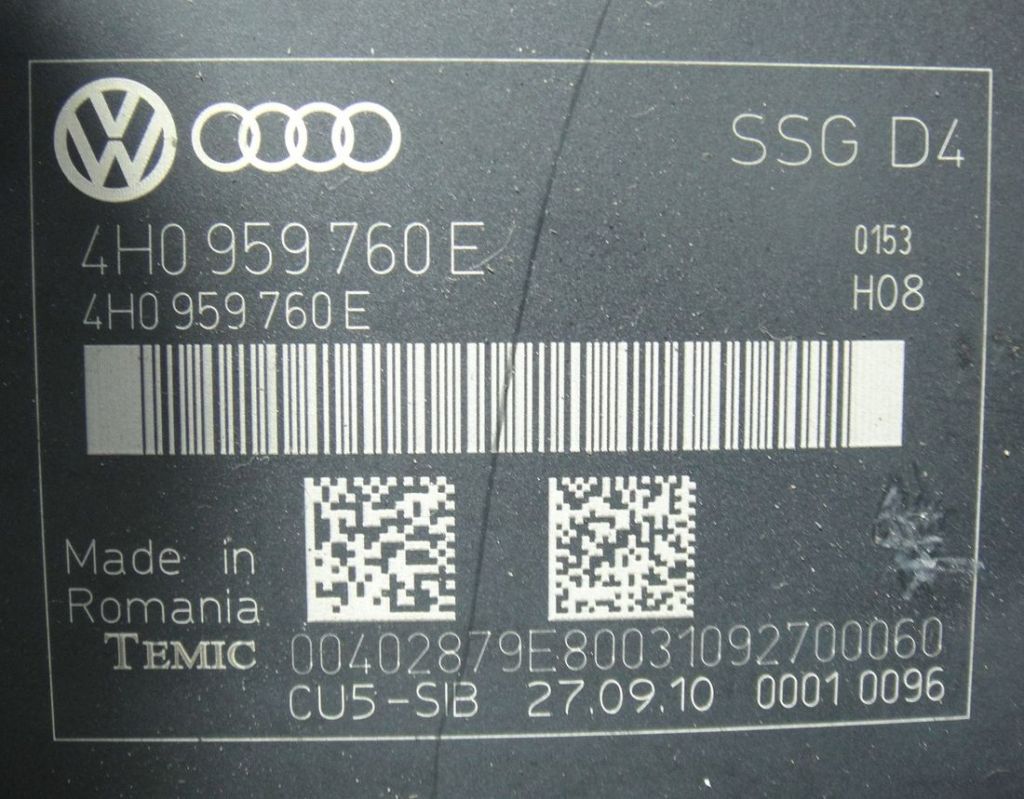 SSG D4
4H0 959 760 E
0153
4H0 959 760 E
H08
Made in
Romania
TEMIC
00402879E80031092700060
CU5-SIB 27.09.10 0001 0096